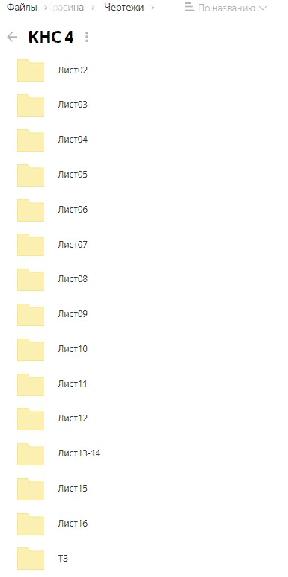 Файлы › › Чертежи › По названию
КНС 4
Лист02
Лист03
Лист04
Лист05
Лист06
Лист07
Лист08
Лист09
Лист10
Лист11
Лист12
Лист13-14
Лист15
Лист16
ТЗ